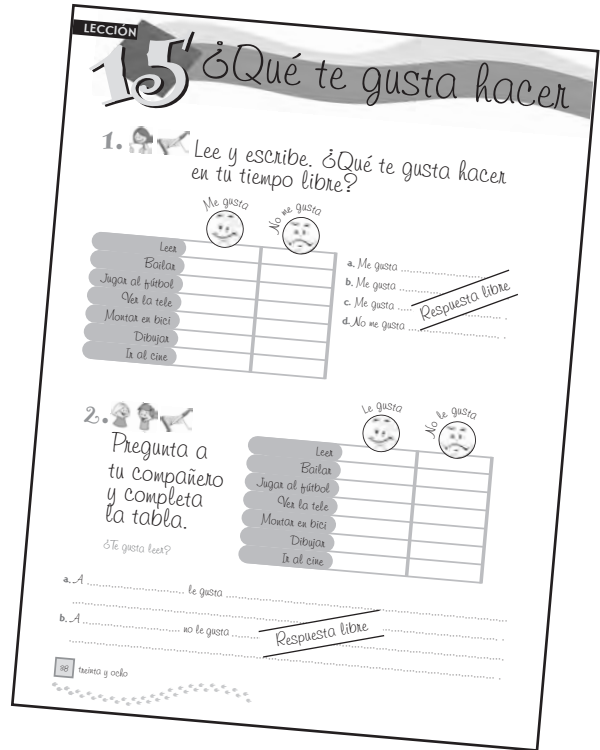 LECCIÓN
15 ¿Qué te gusta hacer
1. Lee y escribe. ¿Qué te gusta hacer
en tu tiempo libre?
Me gusta
No me gusta
Leer
Bailar
Jugar al fútbol
Ver la tele
Montar en bici
Dibujar
Ir al cine
a. Me gusta ........................
b. Me gusta ........................
c. Me gusta ........................ .
d. No me gusta ........................ .
Respuesta libre
2.
Pregunta a
tu compañero
y completa
la tabla.
¿Te gusta leer?
Le gusta
No le gusta
Leer
Bailar
Jugar al fútbol
Ver la tele
Montar en bici
Dibujar
Ir al cine
a. A ........................ le gusta ........................
........................ .
b. A ........................ no le gusta ........................
........................ .
Respuesta libre
38 treinta y ocho